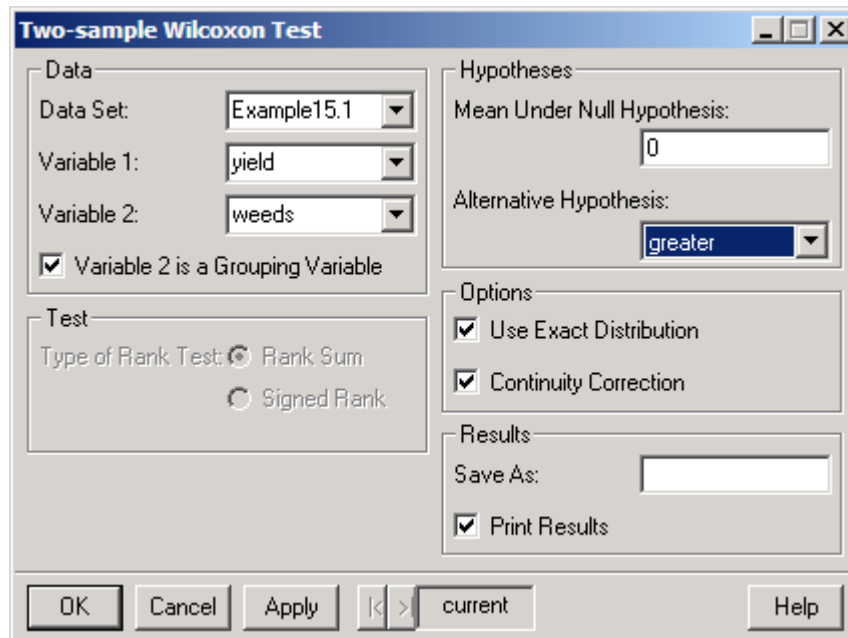 Two-sample Wilcoxon Test
Data
Data Set: Example15.1
Variable 1: yield
Variable 2: weeds
Variable 2 is a Grouping Variable
Test
Type of Rank Test: Rank Sum
Signed Rank
Hypotheses
Mean Under Null Hypothesis:
0
Alternative Hypothesis:
greater
Options
Use Exact Distribution
Continuity Correction
Results
Save As:
Print Results
OK Cancel Apply |< >| current Help